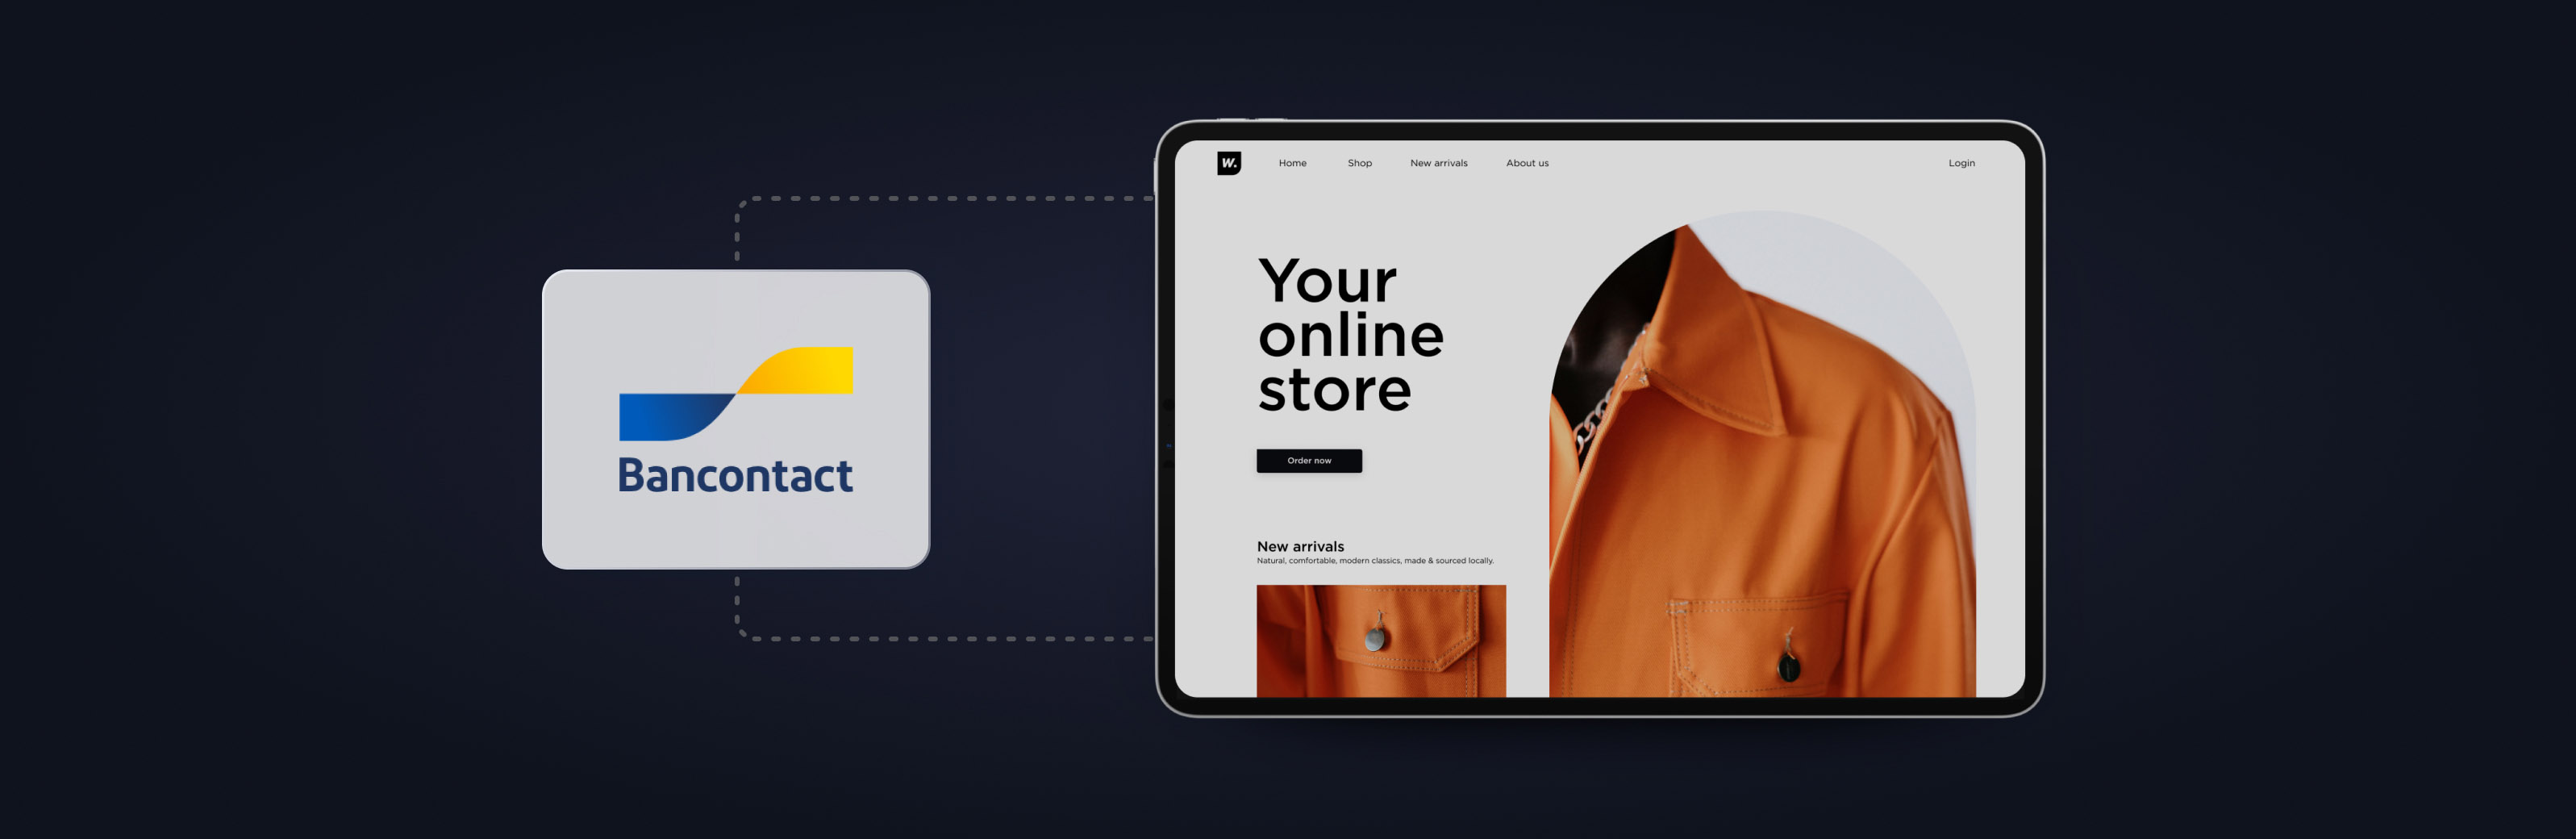 Bancontact
W.
Home
Shop
New arrivals
About us
Login
Your
online
store
Order now
New arrivals
Natural, comfortable, modern classics, made & sourced locally.